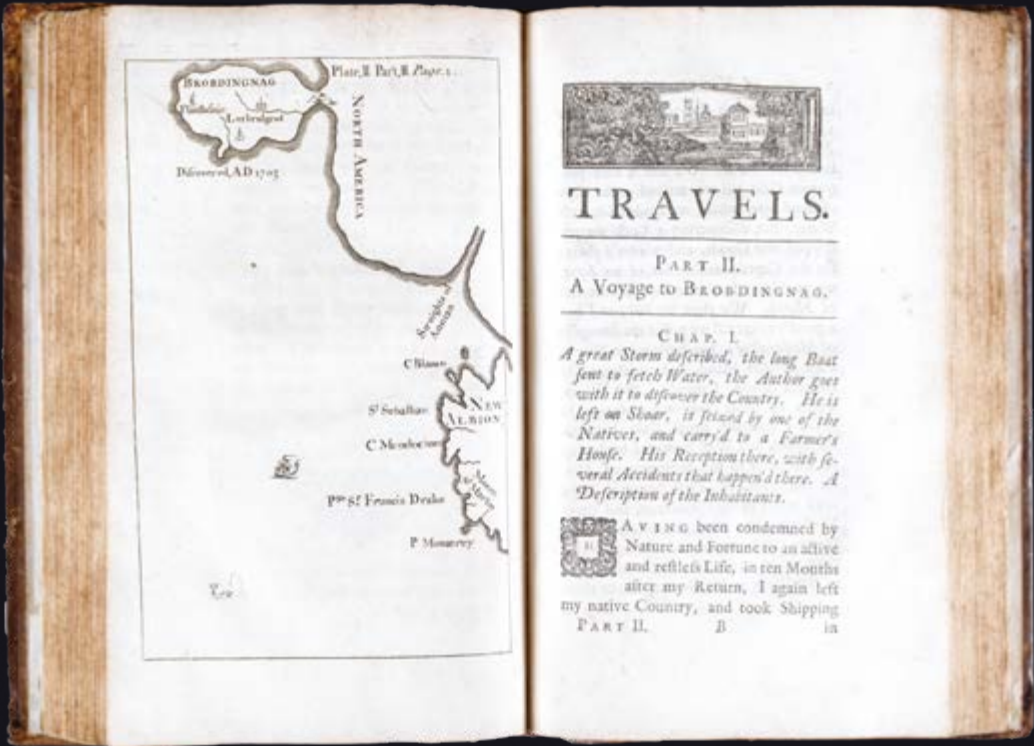 BROBDINGNAG
Plate, II Part, II Page. 1.
Flanflasnic
Lorbrulgrud
Discovered, AD 1703
NORTH AMERICA
Streights of
Annian
C Blanco
St Sebastian
NEW
ALBION
C Mendocino
Pto Sr. Francis Drake
P Monterey
TRAVELS.
PART II.
A Voyage to BROBDINGNAG.
CHAP. I.
A great Storm deſcribed, the long Boat
ſent to fetch Water, the Author goes
with it to diſcover the Country. He is
left on Shoar, is ſeized by one of the
Natives, and carry'd to a Farmer's
Houſe. His Reception there, with ſe-
veral Accidents that happen'd there. A
Deſcription of the Inhabitants.
HAVING been condemned by
Nature and Fortune to an active
and reſtleſs Life, in ten Months
after my Return, I again left
my native Country, and took Shipping
PART II. B in